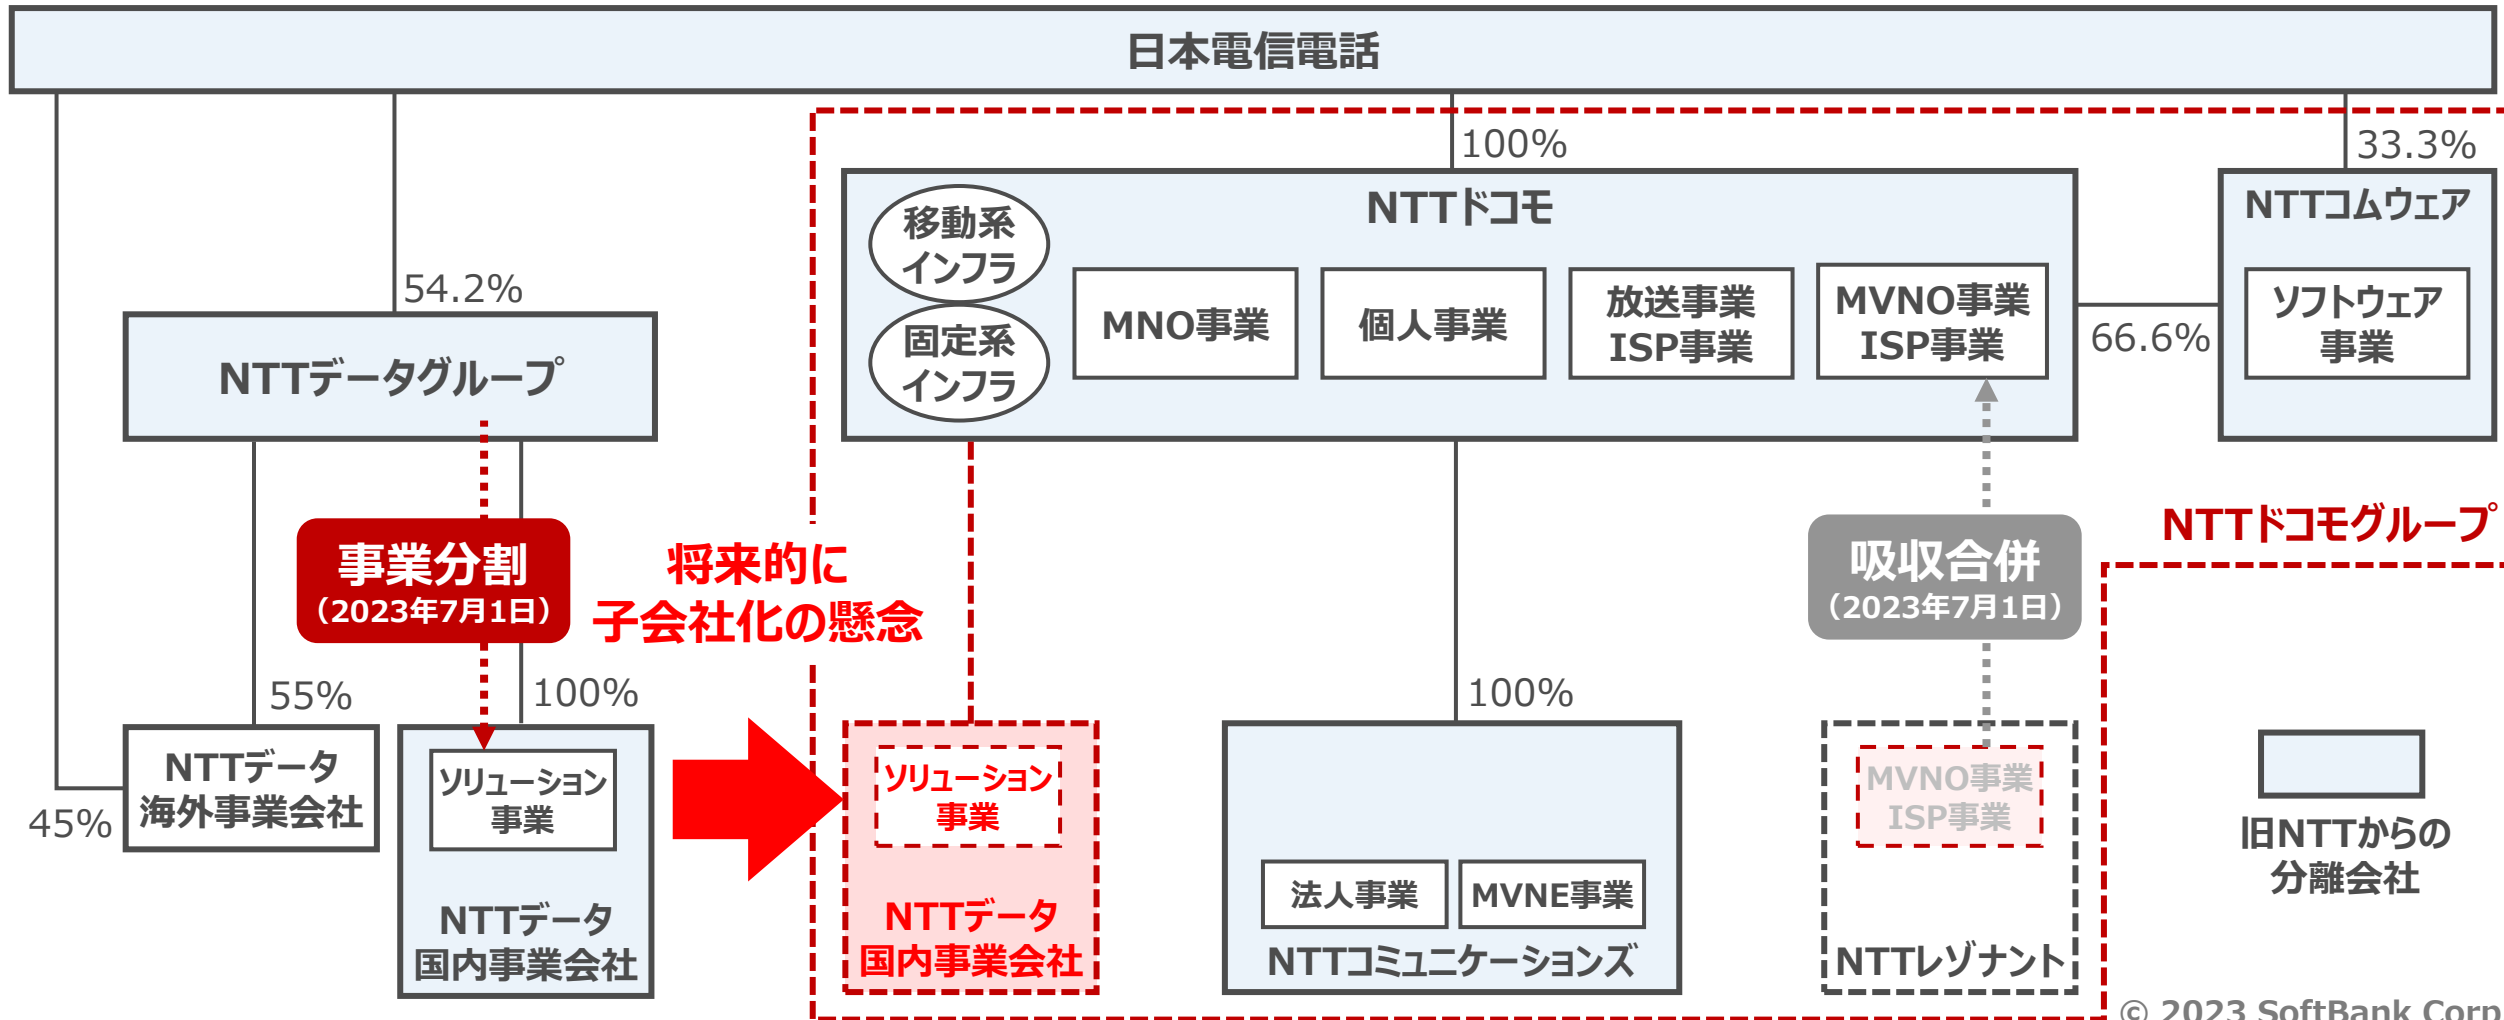 日本電信電話
100%
33.3%
54.2%
NTTデータグループ
NTTドコモ
移動系
インフラ
固定系
インフラ
MNO事業
個人事業
放送事業
ISP事業
MVNO事業
ISP事業
66.6%
NTTコムウェア
ソフトウェア
事業
事業分割
（2023年7月1日）
将来的に
子会社化の懸念
吸収合併
（2023年7月1日）
NTTドコモグループ
55%
100%
100%
45%
NTTデータ
海外事業会社
ソリューション
事業
NTTデータ
国内事業会社
ソリューション
事業
NTTデータ
国内事業会社
法人事業
MVNE事業
NTTコミュニケーションズ
MVNO事業
ISP事業
NTTレゾナント
旧NTTからの
分離会社
© 2023 SoftBank Corp